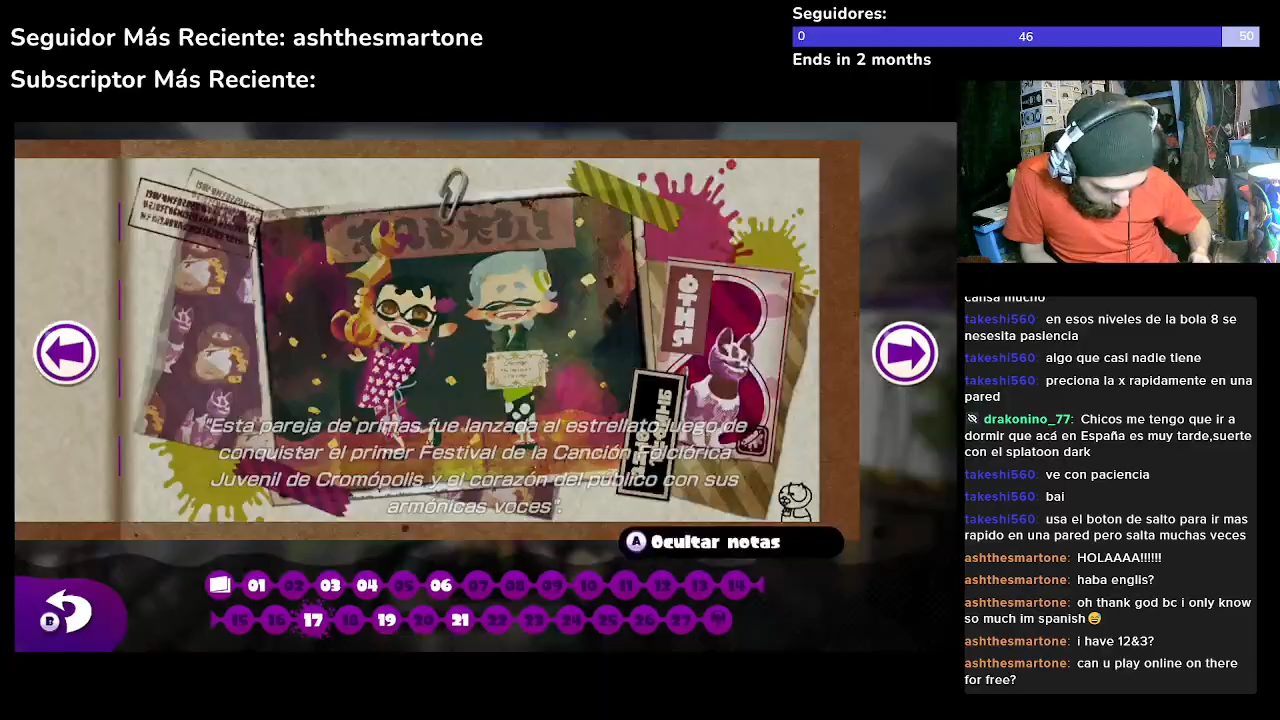 Seguidor Más Reciente: ashthesmartone
Subscriptor Más Reciente:
Seguidores:
0 46 50
Ends in 2 months
"Esta pareja de primas fue lanzada al estrellato luego de
conquistar el primer Festival de la Canción Folclórica
Juvenil de Cromópolis y el corazón del público con sus
armónicas voces".
A Ocultar notas
01 02 03 04 05 06 07 08 09 10 11 12 13 14
15 16 17 18 19 20 21 22 23 24 25 26 27
B
cansa mucho
takeshi560: en esos niveles de la bola 8 se
nesesita pasiencia
takeshi560: algo que casi nadie tiene
takeshi560: preciona la x rapidamente en una
pared
drakonino_77: Chicos me tengo que ir a
dormir que acá en España es muy tarde,suerte
con el splatoon dark
takeshi560: ve con paciencia
takeshi560: bai
takeshi560: usa el boton de salto para ir mas
rapido en una pared pero salta muchas veces
ashthesmartone: HOLAAAA!!!!!!
ashthesmartone: haba englis?
ashthesmartone: oh thank god bc i only know
so much im spanish😅
ashthesmartone: i have 12&3?
ashthesmartone: can u play online on there
for free?